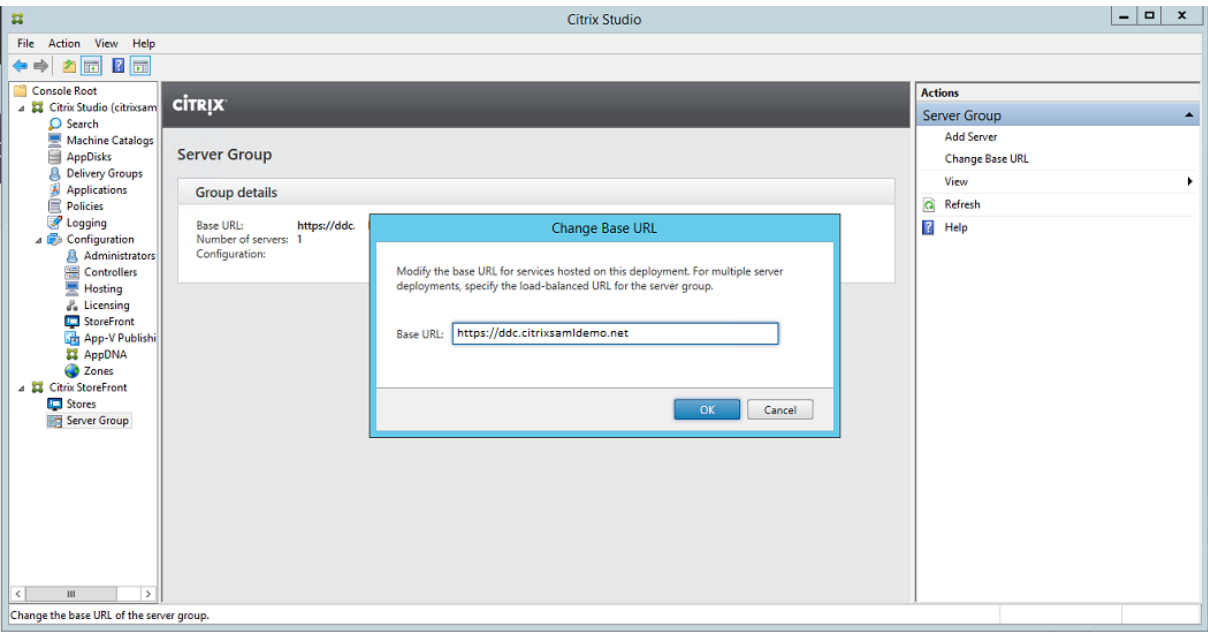 Citrix Studio
File Action View Help
Console Root
Citrix Studio (citrixsam
Search
Machine Catalogs
AppDisks
Delivery Groups
Applications
Policies
Logging
Configuration
Administrators
Controllers
Hosting
Licensing
StoreFront
App-V Publishi
AppDNA
Zones
Citrix StoreFront
Stores
Server Group
CITRIX
Server Group
Group details
Base URL: https://ddc.
Number of servers: 1
Configuration:
Change Base URL
Modify the base URL for services hosted on this deployment. For multiple server
deployments, specify the load-balanced URL for the server group.
Base URL: https://ddc.citrixsamldemo.net
OK Cancel
Actions
Server Group
Add Server
Change Base URL
View
Refresh
Help
Change the base URL of the server group.